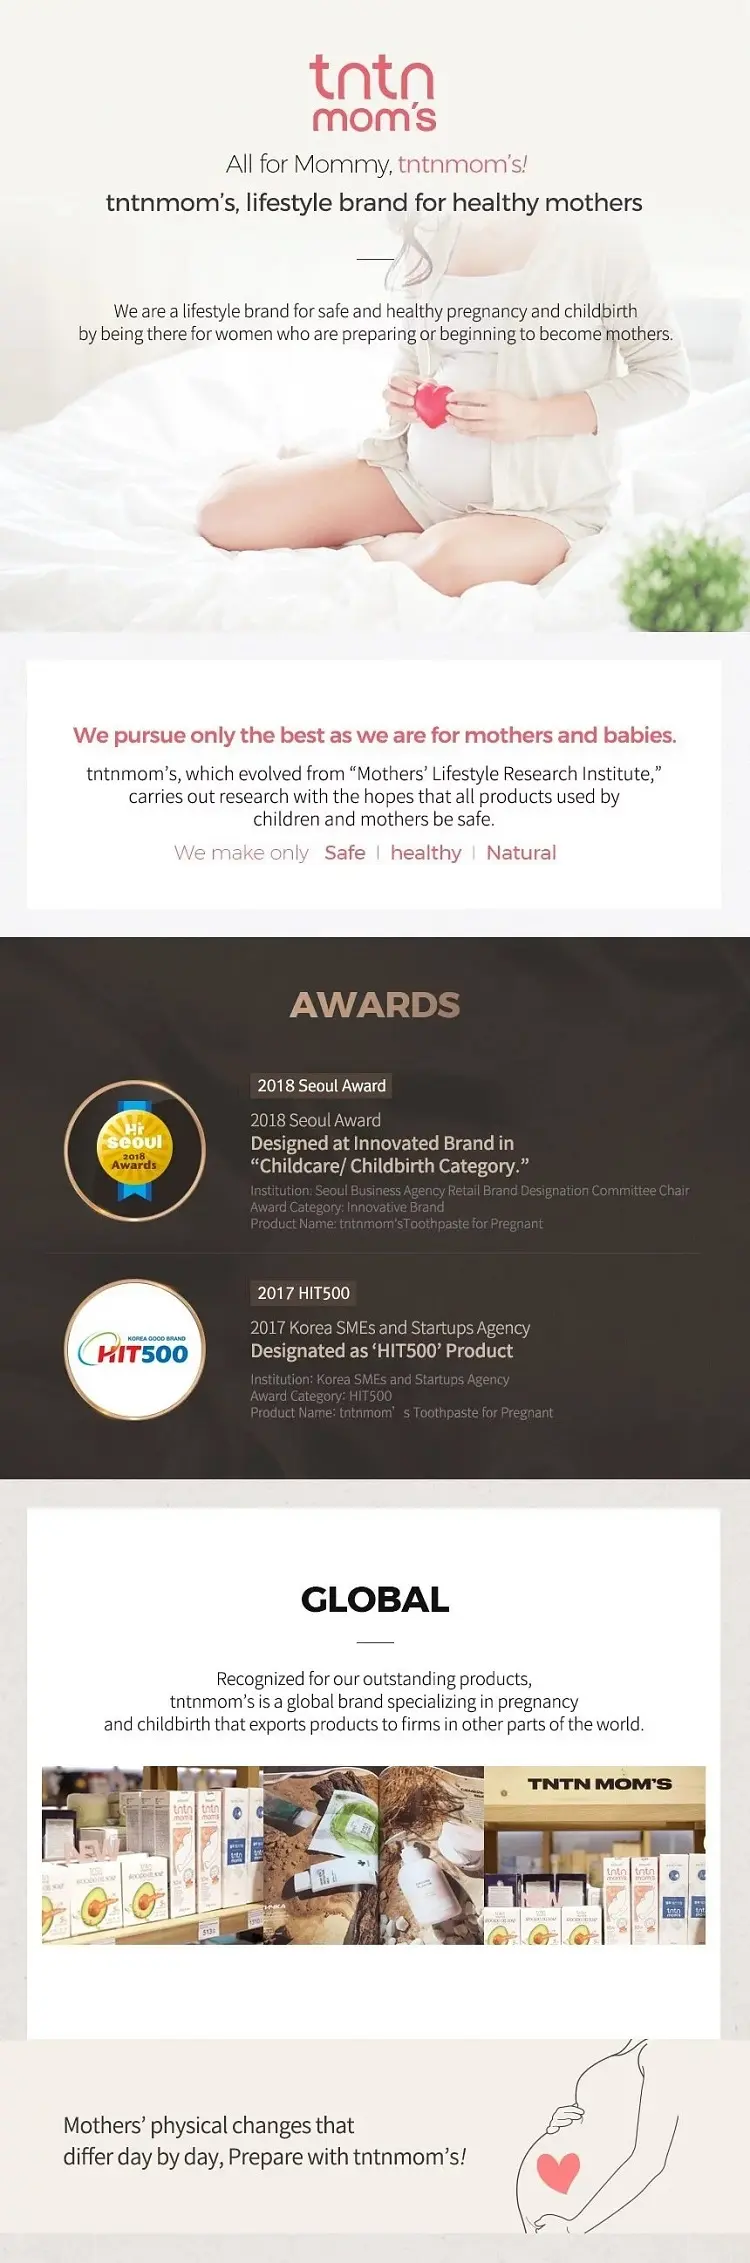 tntn
mom's
All for Mommy, tntnmom's!
tntnmom's, lifestyle brand for healthy mothers
We are a lifestyle brand for safe and healthy pregnancy and childbirth
by being there for women who are preparing or beginning to become mothers.
We pursue only the best as we are for mothers and babies.
tntnmom's, which evolved from “Mothers' Lifestyle Research Institute,”
carries out research with the hopes that all products used by
children and mothers be safe.
We make only Safe | healthy | Natural
AWARDS
Hi
seoul
2018
Awards
2018 Seoul Award
2018 Seoul Award
Designed at Innovated Brand in
“Childcare/ Childbirth Category.”
Institution: Seoul Business Agency Retail Brand Designation Committee Chair
Award Category: Innovative Brand
Product Name: tntnmom'sToothpaste for Pregnant
KOREA GOOD BRAND
HIT500
2017 HIT500
2017 Korea SMEs and Startups Agency
Designated as ‘HIT500’ Product
Institution: Korea SMEs and Startups Agency
Award Category: HIT500
Product Name: tntnmom’ s Toothpaste for Pregnant
GLOBAL
Recognized for our outstanding products,
tntnmom's is a global brand specializing in pregnancy
and childbirth that exports products to firms in other parts of the world.
tntn
mom's
tntn
mom's
TNTN MOM'S
tntn
mom's
Mothers' physical changes that
differ day by day, Prepare with tntnmom's!